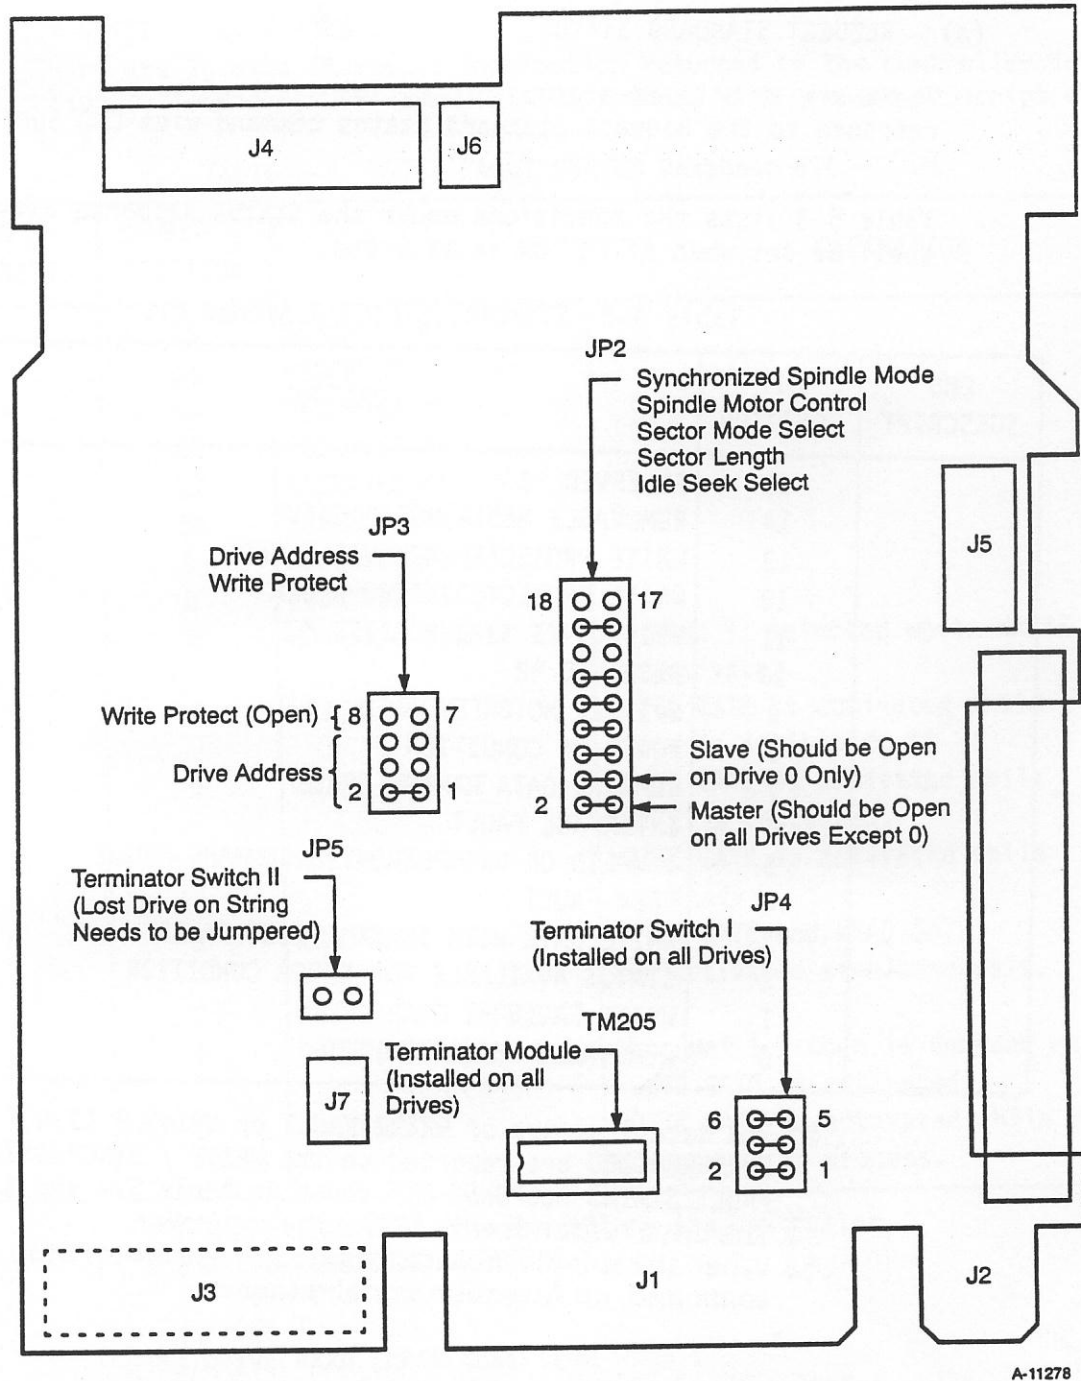 J4
J6
JP2
Synchronized Spindle Mode
Spindle Motor Control
Sector Mode Select
Sector Length
Idle Seek Select
J5
JP3
Drive Address
Write Protect
18
17
Write Protect (Open) { 8
7
Drive Address {
2
1
2
Slave (Should be Open
on Drive 0 Only)
Master (Should be Open
on all Drives Except 0)
JP5
Terminator Switch II
(Lost Drive on String
Needs to be Jumpered)
JP4
Terminator Switch I
(Installed on all Drives)
TM205
Terminator Module
(Installed on all
Drives)
J7
6
5
2
1
J3
J1
J2
A-11278